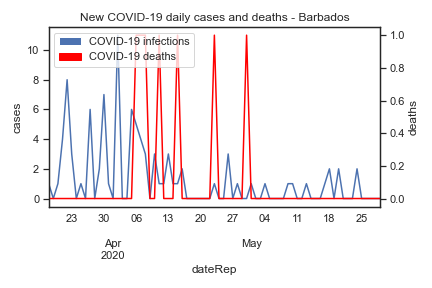 New COVID-19 daily cases and deaths - Barbados
COVID-19 infections
COVID-19 deaths
cases
10
8
6
4
2
0
deaths
1.0
0.8
0.6
0.4
0.2
0.0
23 30 06 13 20 27 04 11 18 25
Apr May
2020
dateRep